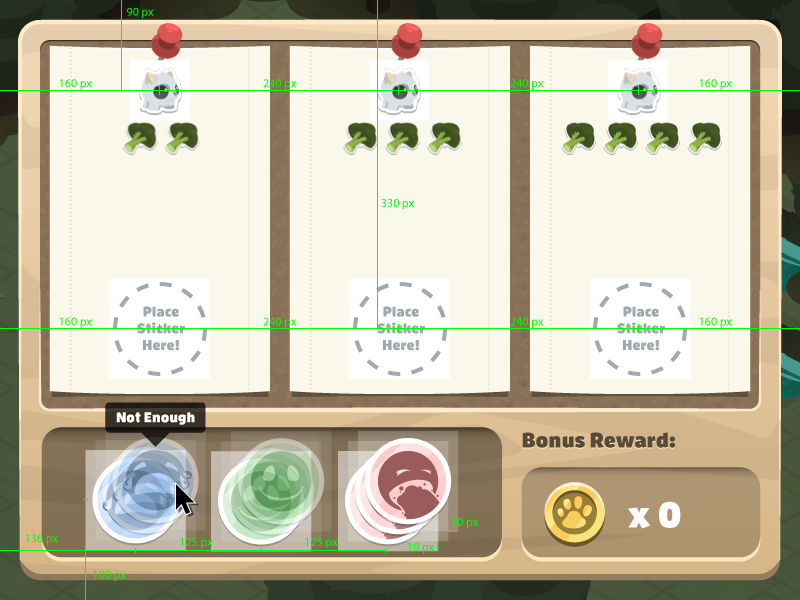 90 px
160 px
240 px
240 px
160 px
330 px
Place
Sticker
Here!
Place
Sticker
Here!
Place
Sticker
Here!
160 px
240 px
240 px
160 px
Not Enough
Bonus Reward:
x 0
136 px
125 px
125 px
10 px
10 px
100 px